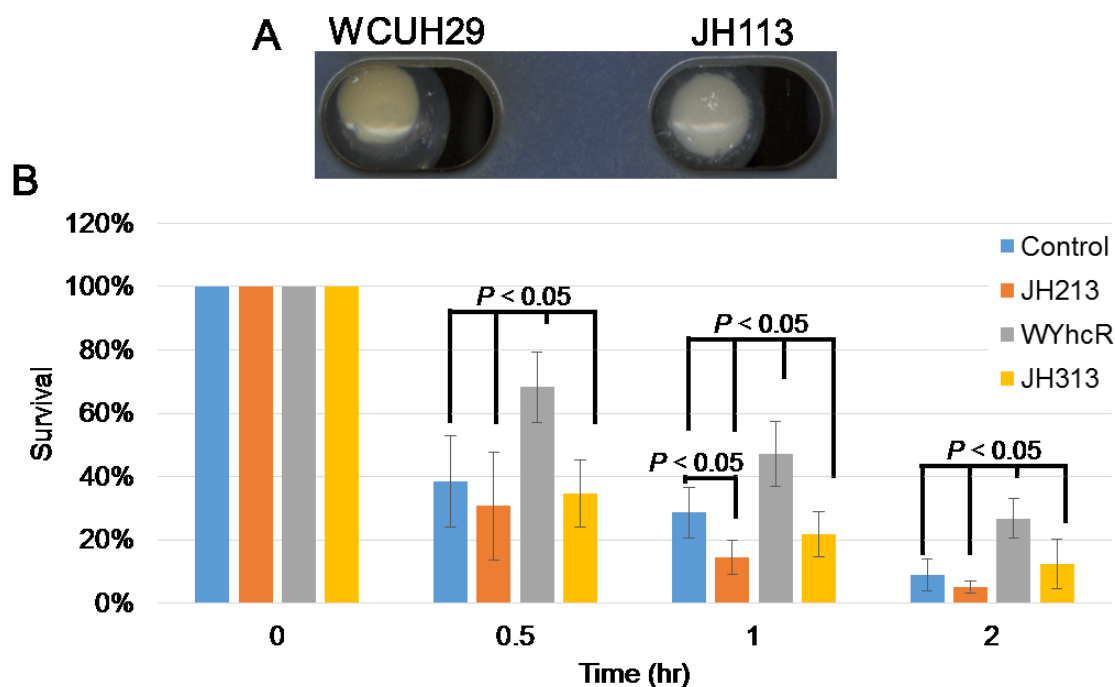 A
WCUH29 JH113
B
120%
100%
80%
60%
40%
20%
0%
Survival
Control
JH213
WYhcR
JH313
P < 0.05
P < 0.05
P < 0.05
P < 0.05
0 0.5 1 2
Time (hr)